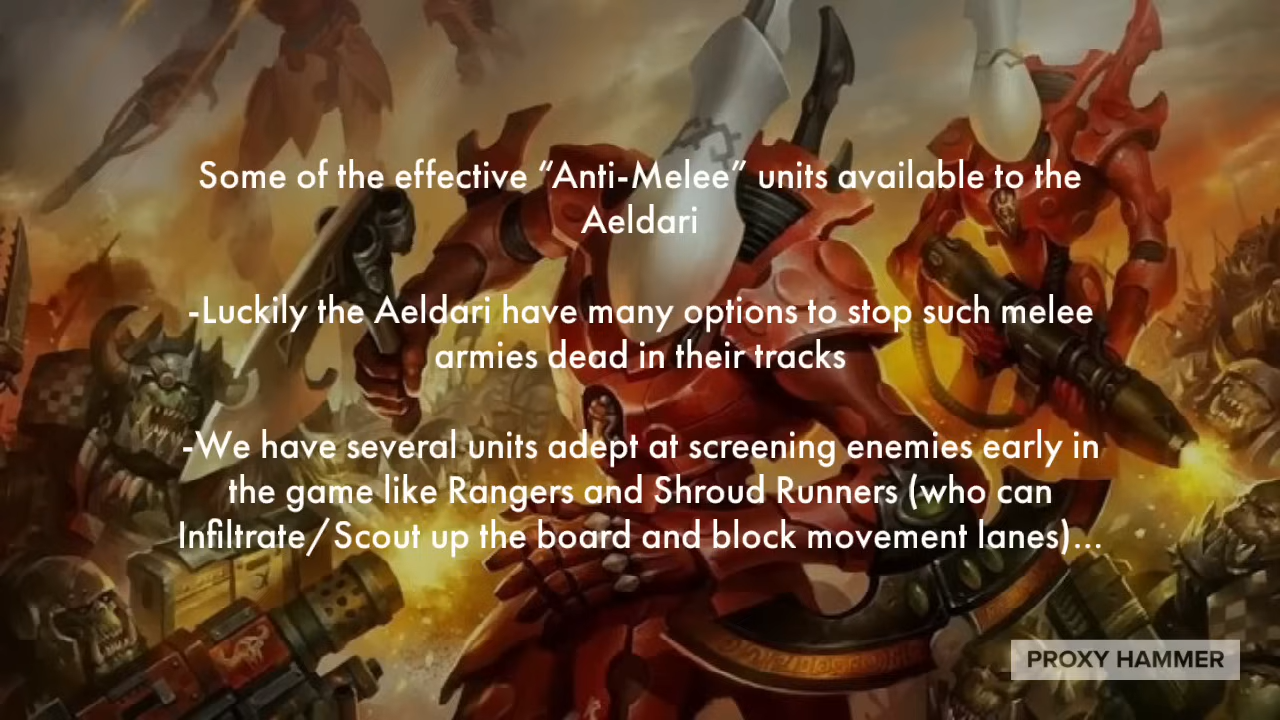 Some of the effective “Anti-Melee” units available to the
Aeldari
-Luckily the Aeldari have many options to stop such melee
armies dead in their tracks
-We have several units adept at screening enemies early in
the game like Rangers and Shroud Runners (who can
Infiltrate/Scout up the board and block movement lanes)...
PROXY HAMMER